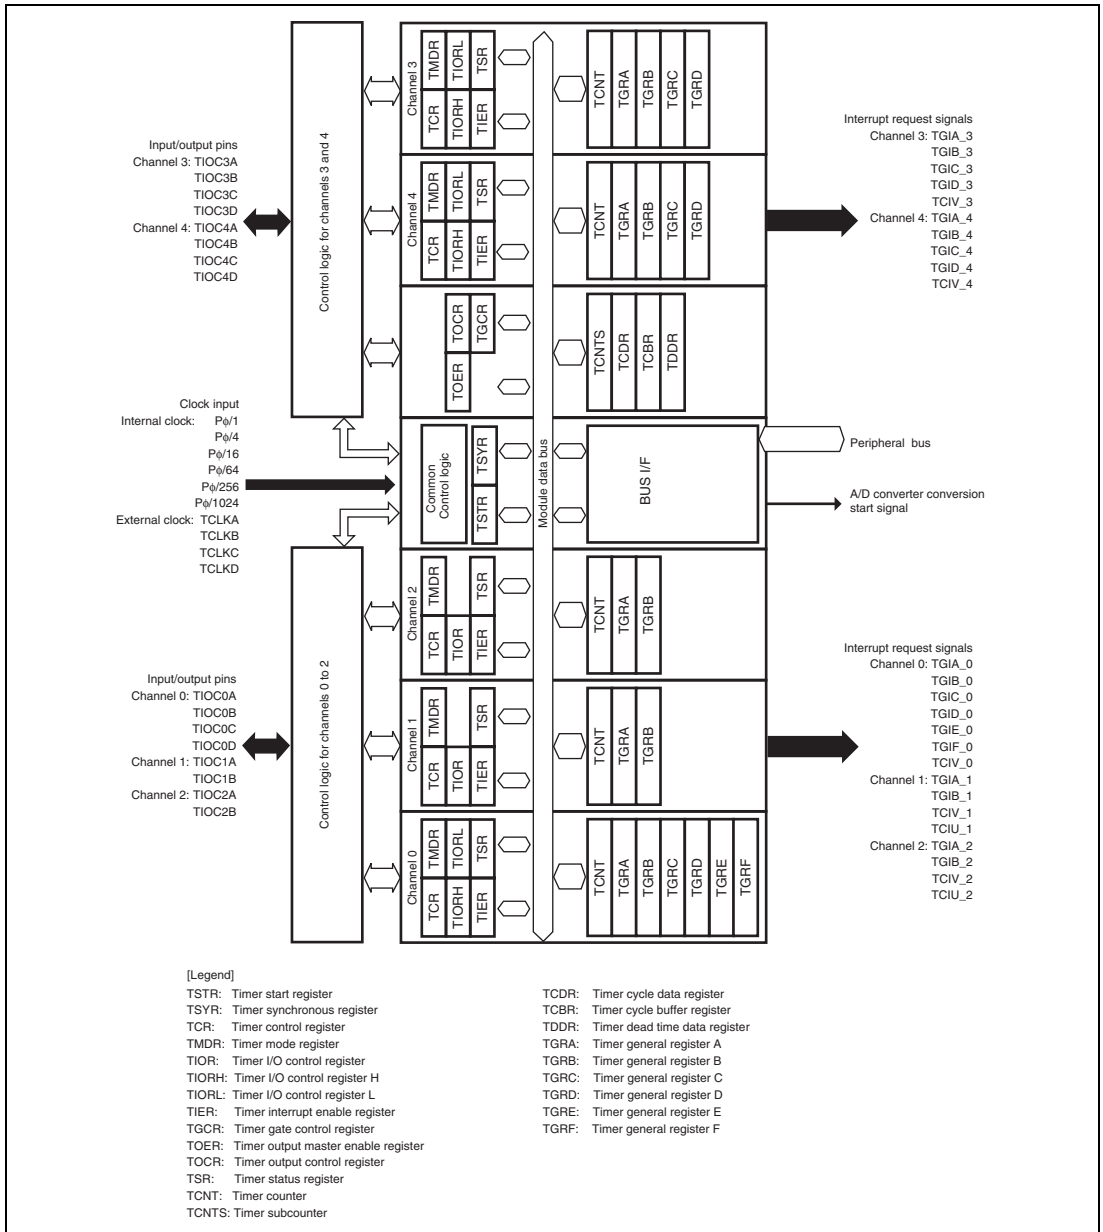 Input/output pins
Channel 3: TIOC3A
TIOC3B
TIOC3C
TIOC3D
Channel 4: TIOC4A
TIOC4B
TIOC4C
TIOC4D
Clock input
Internal clock: Pϕ/1
Pϕ/4
Pϕ/16
Pϕ/64
Pϕ/256
Pϕ/1024
External clock: TCLKA
TCLKB
TCLKC
TCLKD
Input/output pins
Channel 0: TIOC0A
TIOC0B
TIOC0C
TIOC0D
Channel 1: TIOC1A
TIOC1B
Channel 2: TIOC2A
TIOC2B
Control logic for channels 3 and 4
Control logic for channels 0 to 2
Channel 3
TMDR
TIORL
TSR
TCR
TIORH
TIER
TCNT
TGRA
TGRB
TGRC
TGRD
Channel 4
TMDR
TIORL
TSR
TCR
TIORH
TIER
TCNT
TGRA
TGRB
TGRC
TGRD
TOCR
TGCR
TOER
TCNTS
TCDR
TCBR
TDDR
Common
Control logic
TSYR
TSTR
Module data bus
BUS I/F
Channel 2
TMDR
TSR
TCR
TIOR
TIER
TCNT
TGRA
TGRB
Channel 1
TMDR
TSR
TCR
TIOR
TIER
TCNT
TGRA
TGRB
Channel 0
TMDR
TIORL
TSR
TCR
TIORH
TIER
TCNT
TGRA
TGRB
TGRC
TGRD
TGRE
TGRF
Interrupt request signals
Channel 3: TGIA_3
TGIB_3
TGIC_3
TGID_3
TCIV_3
Channel 4: TGIA_4
TGIB_4
TGIC_4
TGID_4
TCIV_4
Peripheral bus
A/D converter conversion
start signal
Interrupt request signals
Channel 0: TGIA_0
TGIB_0
TGIC_0
TGID_0
TGIE_0
TGIF_0
TCIV_0
Channel 1: TGIA_1
TGIB_1
TCIV_1
TCIU_1
Channel 2: TGIA_2
TGIB_2
TCIV_2
TCIU_2
[Legend]
TSTR: Timer start register
TSYR: Timer synchronous register
TCR: Timer control register
TMDR: Timer mode register
TIOR: Timer I/O control register
TIORH: Timer I/O control register H
TIORL: Timer I/O control register L
TIER: Timer interrupt enable register
TGCR: Timer gate control register
TOER: Timer output master enable register
TOCR: Timer output control register
TSR: Timer status register
TCNT: Timer counter
TCNTS: Timer subcounter
TCDR: Timer cycle data register
TCBR: Timer cycle buffer register
TDDR: Timer dead time data register
TGRA: Timer general register A
TGRB: Timer general register B
TGRC: Timer general register C
TGRD: Timer general register D
TGRE: Timer general register E
TGRF: Timer general register F